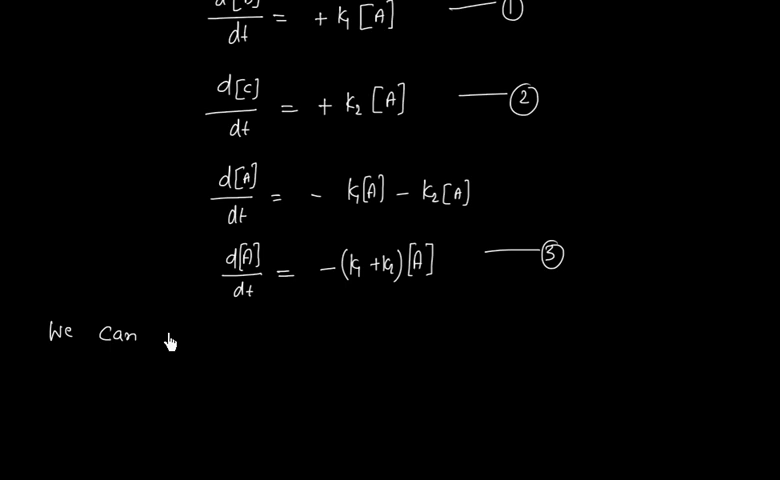 d[B]/dt = + k₁ [A] —— ①
d[C]/dt = + k₂ [A] —— ②
d[A]/dt = - k₁[A] - k₂[A]
d[A]/dt = -(k₁ + k₂)[A] —— ③
We can